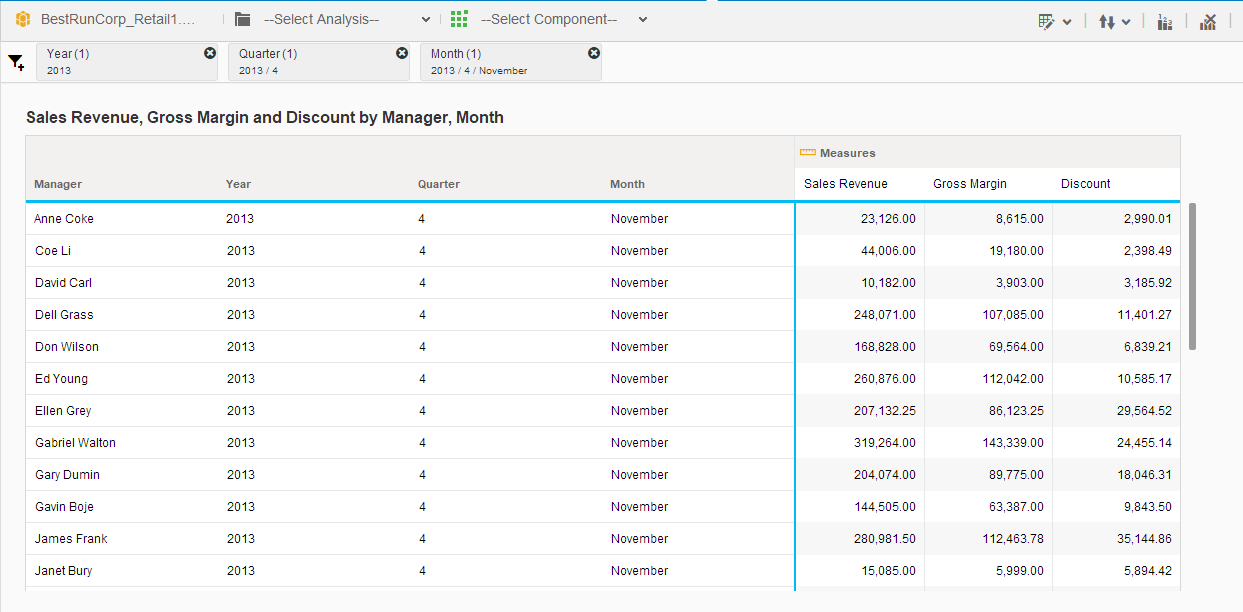 BestRunCorp_Retail1.... --Select Analysis-- --Select Component--
Year (1) Quarter (1) Month (1)
2013 2013 / 4 2013 / 4 / November
Sales Revenue, Gross Margin and Discount by Manager, Month
Measures
Manager Year Quarter Month Sales Revenue Gross Margin Discount
Anne Coke 2013 4 November 23,126.00 8,615.00 2,990.01
Coe Li 2013 4 November 44,006.00 19,180.00 2,398.49
David Carl 2013 4 November 10,182.00 3,903.00 3,185.92
Dell Grass 2013 4 November 248,071.00 107,085.00 11,401.27
Don Wilson 2013 4 November 168,828.00 69,564.00 6,839.21
Ed Young 2013 4 November 260,876.00 112,042.00 10,585.17
Ellen Grey 2013 4 November 207,132.25 86,123.25 29,564.52
Gabriel Walton 2013 4 November 319,264.00 143,339.00 24,455.14
Gary Dumin 2013 4 November 204,074.00 89,775.00 18,046.31
Gavin Boje 2013 4 November 144,505.00 63,387.00 9,843.50
James Frank 2013 4 November 280,981.50 112,463.78 35,144.86
Janet Bury 2013 4 November 15,085.00 5,999.00 5,894.42